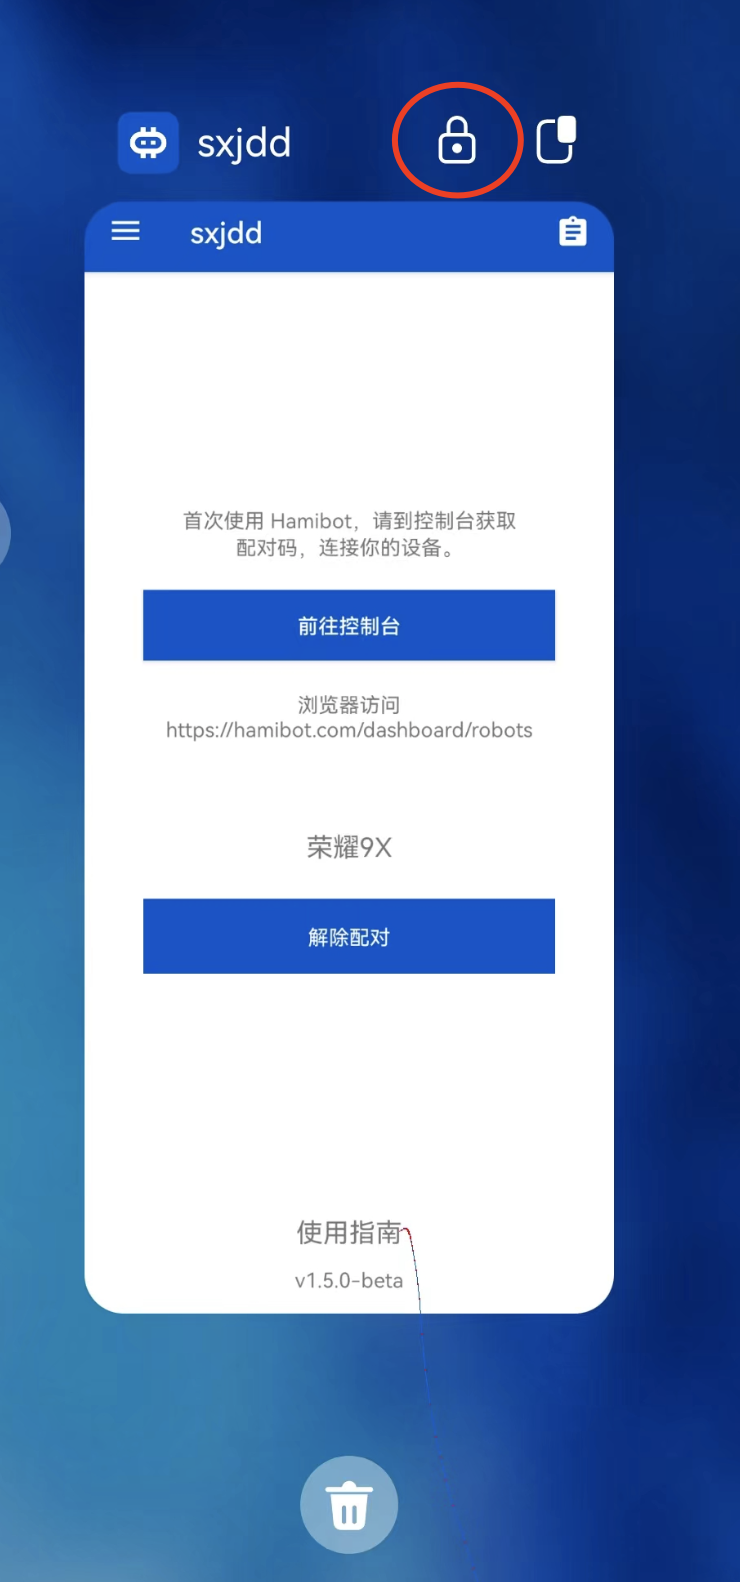 sxjdd
sxjdd
首次使用 Hamibot，请到控制台获取
配对码，连接你的设备。
前往控制台
浏览器访问
https://hamibot.com/dashboard/robots
荣耀9X
解除配对
使用指南
v1.5.0-beta